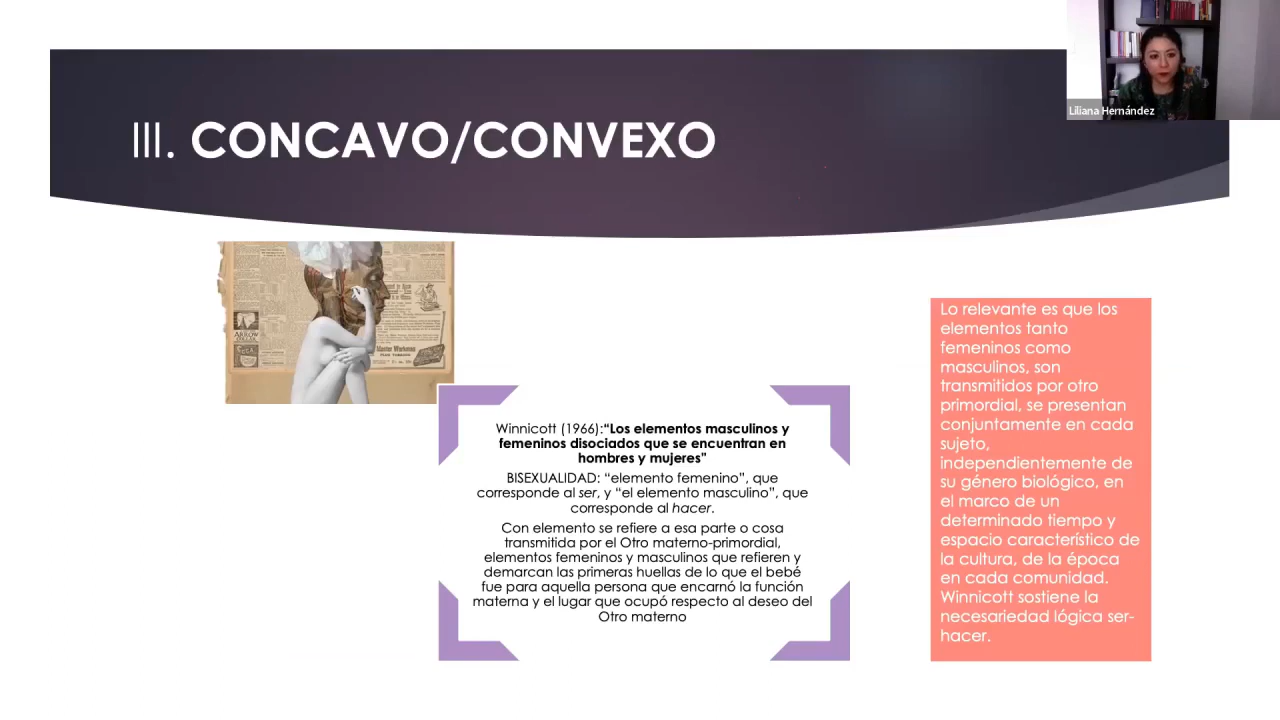 Liliana Hernández
III. CONCAVO/CONVEXO
Winnicott (1966):“Los elementos masculinos y
femeninos disociados que se encuentran en
hombres y mujeres”
BISEXUALIDAD: “elemento femenino”, que
corresponde al ser, y “el elemento masculino”, que
corresponde al hacer.
Con elemento se refiere a esa parte o cosa
transmitida por el Otro materno-primordial,
elementos femeninos y masculinos que refieren y
demarcan las primeras huellas de lo que el bebé
fue para aquella persona que encarnó la función
materna y el lugar que ocupó respecto al deseo del
Otro materno
Lo relevante es que los
elementos tanto
femeninos como
masculinos, son
transmitidos por otro
primordial, se presentan
conjuntamente en cada
sujeto,
independientemente de
su género biológico, en
el marco de un
determinado tiempo y
espacio característico de
la cultura, de la época
en cada comunidad.
Winnicott sostiene la
necesariedad lógica ser-
hacer.